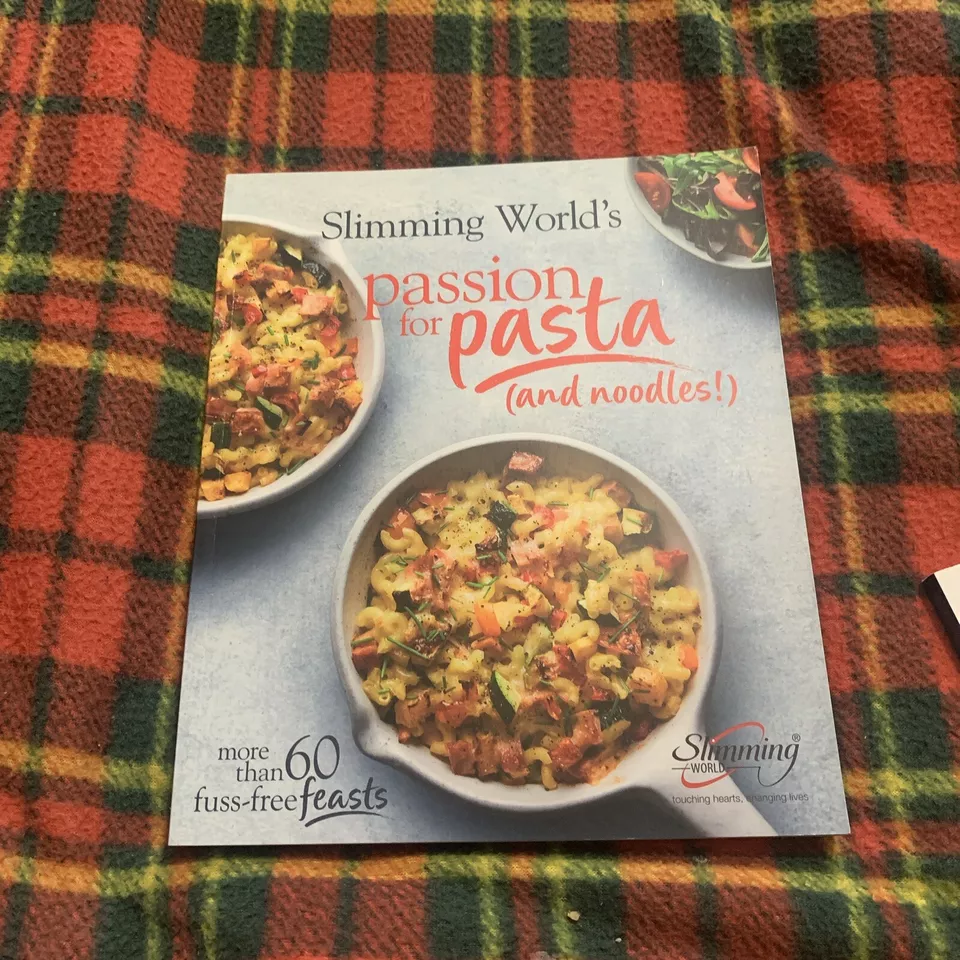 Slimming World's
passion
for pasta
(and noodles!)
more
than 60
fuss-free feasts
Slimming®
WORLD
touching hearts, changing lives